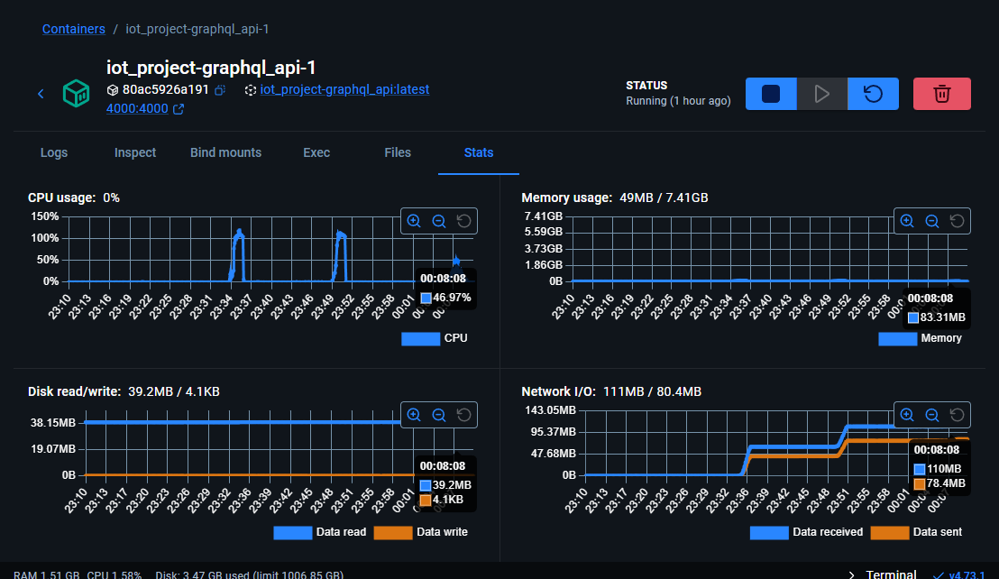 Containers / iot_project-graphql_api-1
iot_project-graphql_api-1
80ac5926a191 iot_project-graphql_api:latest
4000:4000
STATUS
Running (1 hour ago)
Logs Inspect Bind mounts Exec Files Stats
CPU usage: 0%
150%
100%
50%
0%
23:10 23:13 23:16 23:19 23:22 23:25 23:28 23:31 23:34 23:37 23:40 23:43 23:46 23:49 23:52 23:55 23:58 00:01
00:08:08
46.97%
CPU
Memory usage: 49MB / 7.41GB
7.41GB
5.59GB
3.73GB
1.86GB
0B
23:10 23:13 23:16 23:19 23:22 23:25 23:28 23:31 23:34 23:37 23:40 23:43 23:46 23:49 23:52 23:55 23:58
00:08:08
83.31MB
Memory
Disk read/write: 39.2MB / 4.1KB
38.15MB
19.07MB
0B
23:10 23:13 23:17 23:20 23:23 23:26 23:29 23:32 23:36 23:39 23:42 23:45 23:48 23:51 23:55 23:58 00:01
00:08:08
39.2MB
4.1KB
Data read Data write
Network I/O: 111MB / 80.4MB
143.05MB
95.37MB
47.68MB
0B
23:10 23:13 23:17 23:20 23:23 23:26 23:29 23:32 23:36 23:39 23:42 23:45 23:48 23:51 23:55 23:58 00:01
00:08:08
110MB
78.4MB
Data received Data sent
RAM 1.51 GB CPU 1.58% Disk: 3.47 GB used (limit 1006.85 GB) Terminal v4.73.1